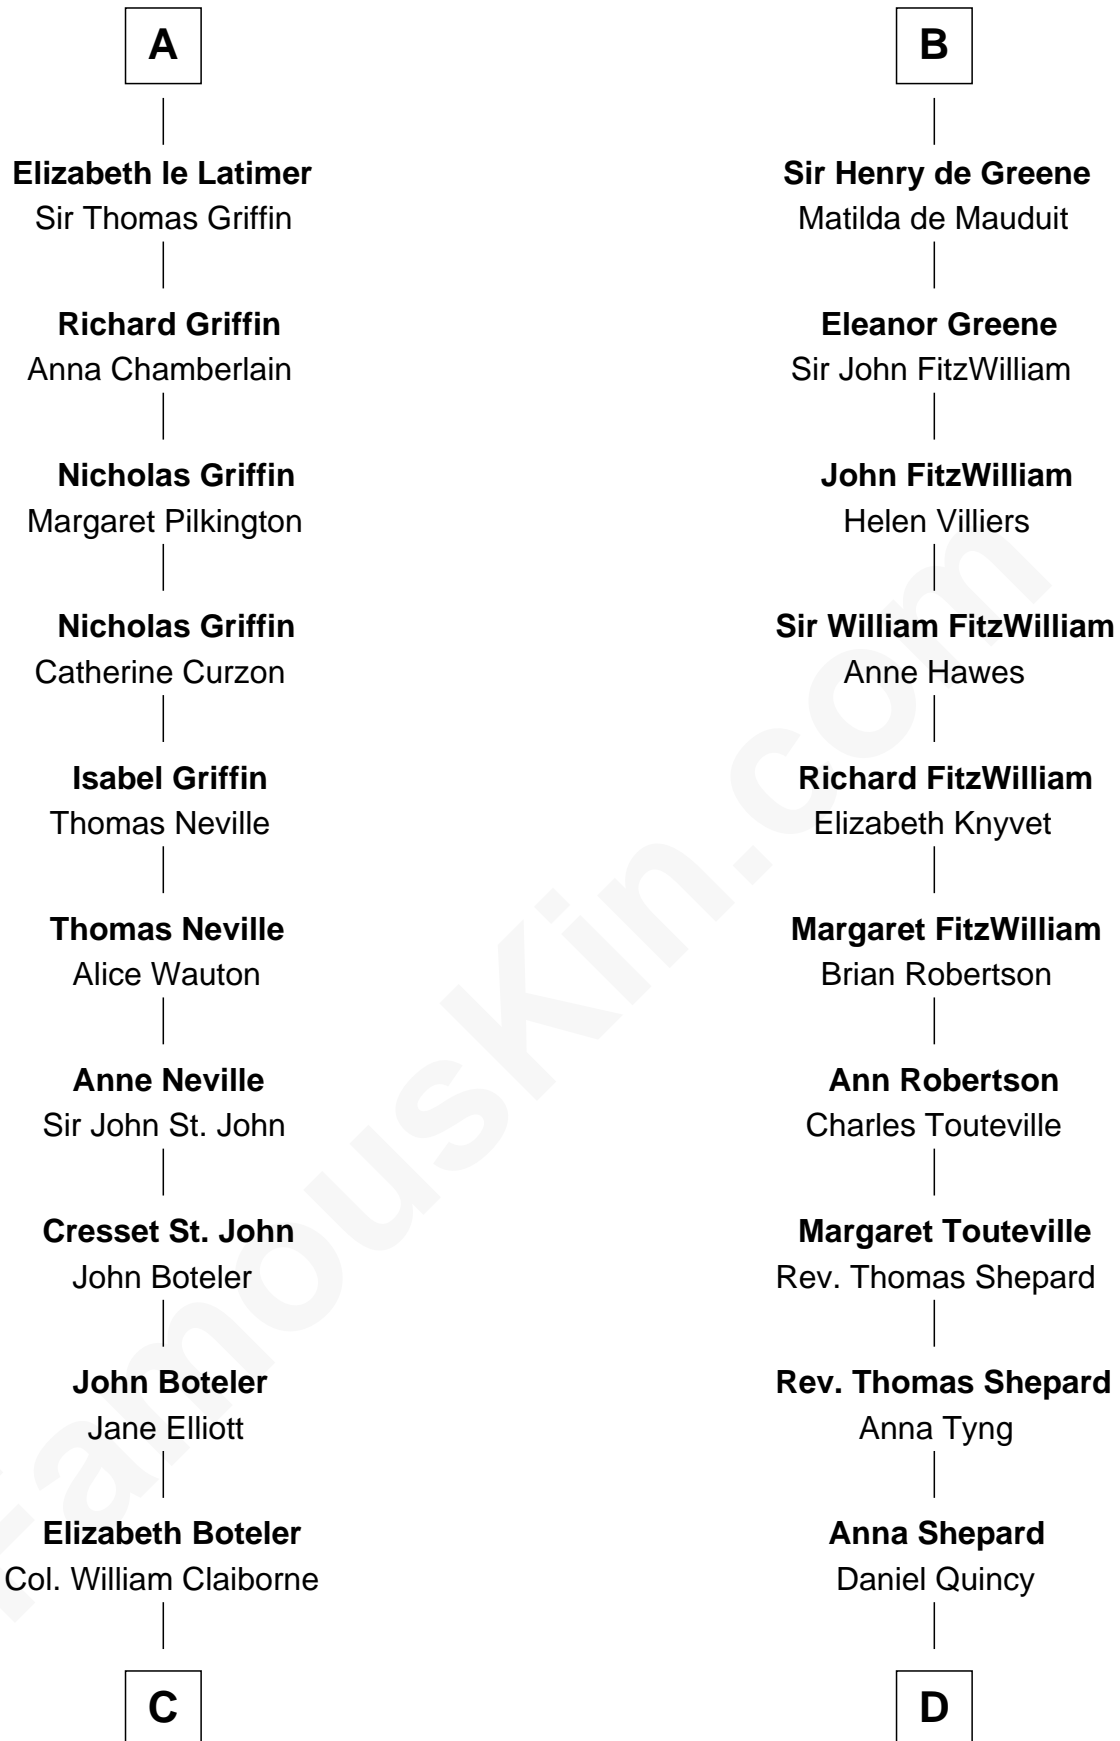 A
Elizabeth le Latimer
Sir Thomas Griffin
Richard Griffin
Anna Chamberlain
Nicholas Griffin
Margaret Pilkington
Nicholas Griffin
Catherine Curzon
Isabel Griffin
Thomas Neville
Thomas Neville
Alice Wauton
Anne Neville
Sir John St. John
Cresset St. John
John Boteler
John Boteler
Jane Elliott
Elizabeth Boteler
Col. William Claiborne
C
B
Sir Henry de Greene
Matilda de Mauduit
Eleanor Greene
Sir John FitzWilliam
John FitzWilliam
Helen Villiers
Sir William FitzWilliam
Anne Hawes
Richard FitzWilliam
Elizabeth Knyvet
Margaret FitzWilliam
Brian Robertson
Ann Robertson
Charles Touteville
Margaret Touteville
Rev. Thomas Shepard
Rev. Thomas Shepard
Anna Tyng
Anna Shepard
Daniel Quincy
D
FamousKin.com